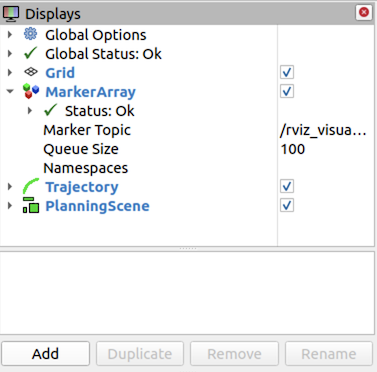 Displays
Global Options
Global Status: Ok
Grid
MarkerArray
Status: Ok
Marker Topic /rviz_visua...
Queue Size 100
Namespaces
Trajectory
PlanningScene
Add Duplicate Remove Rename